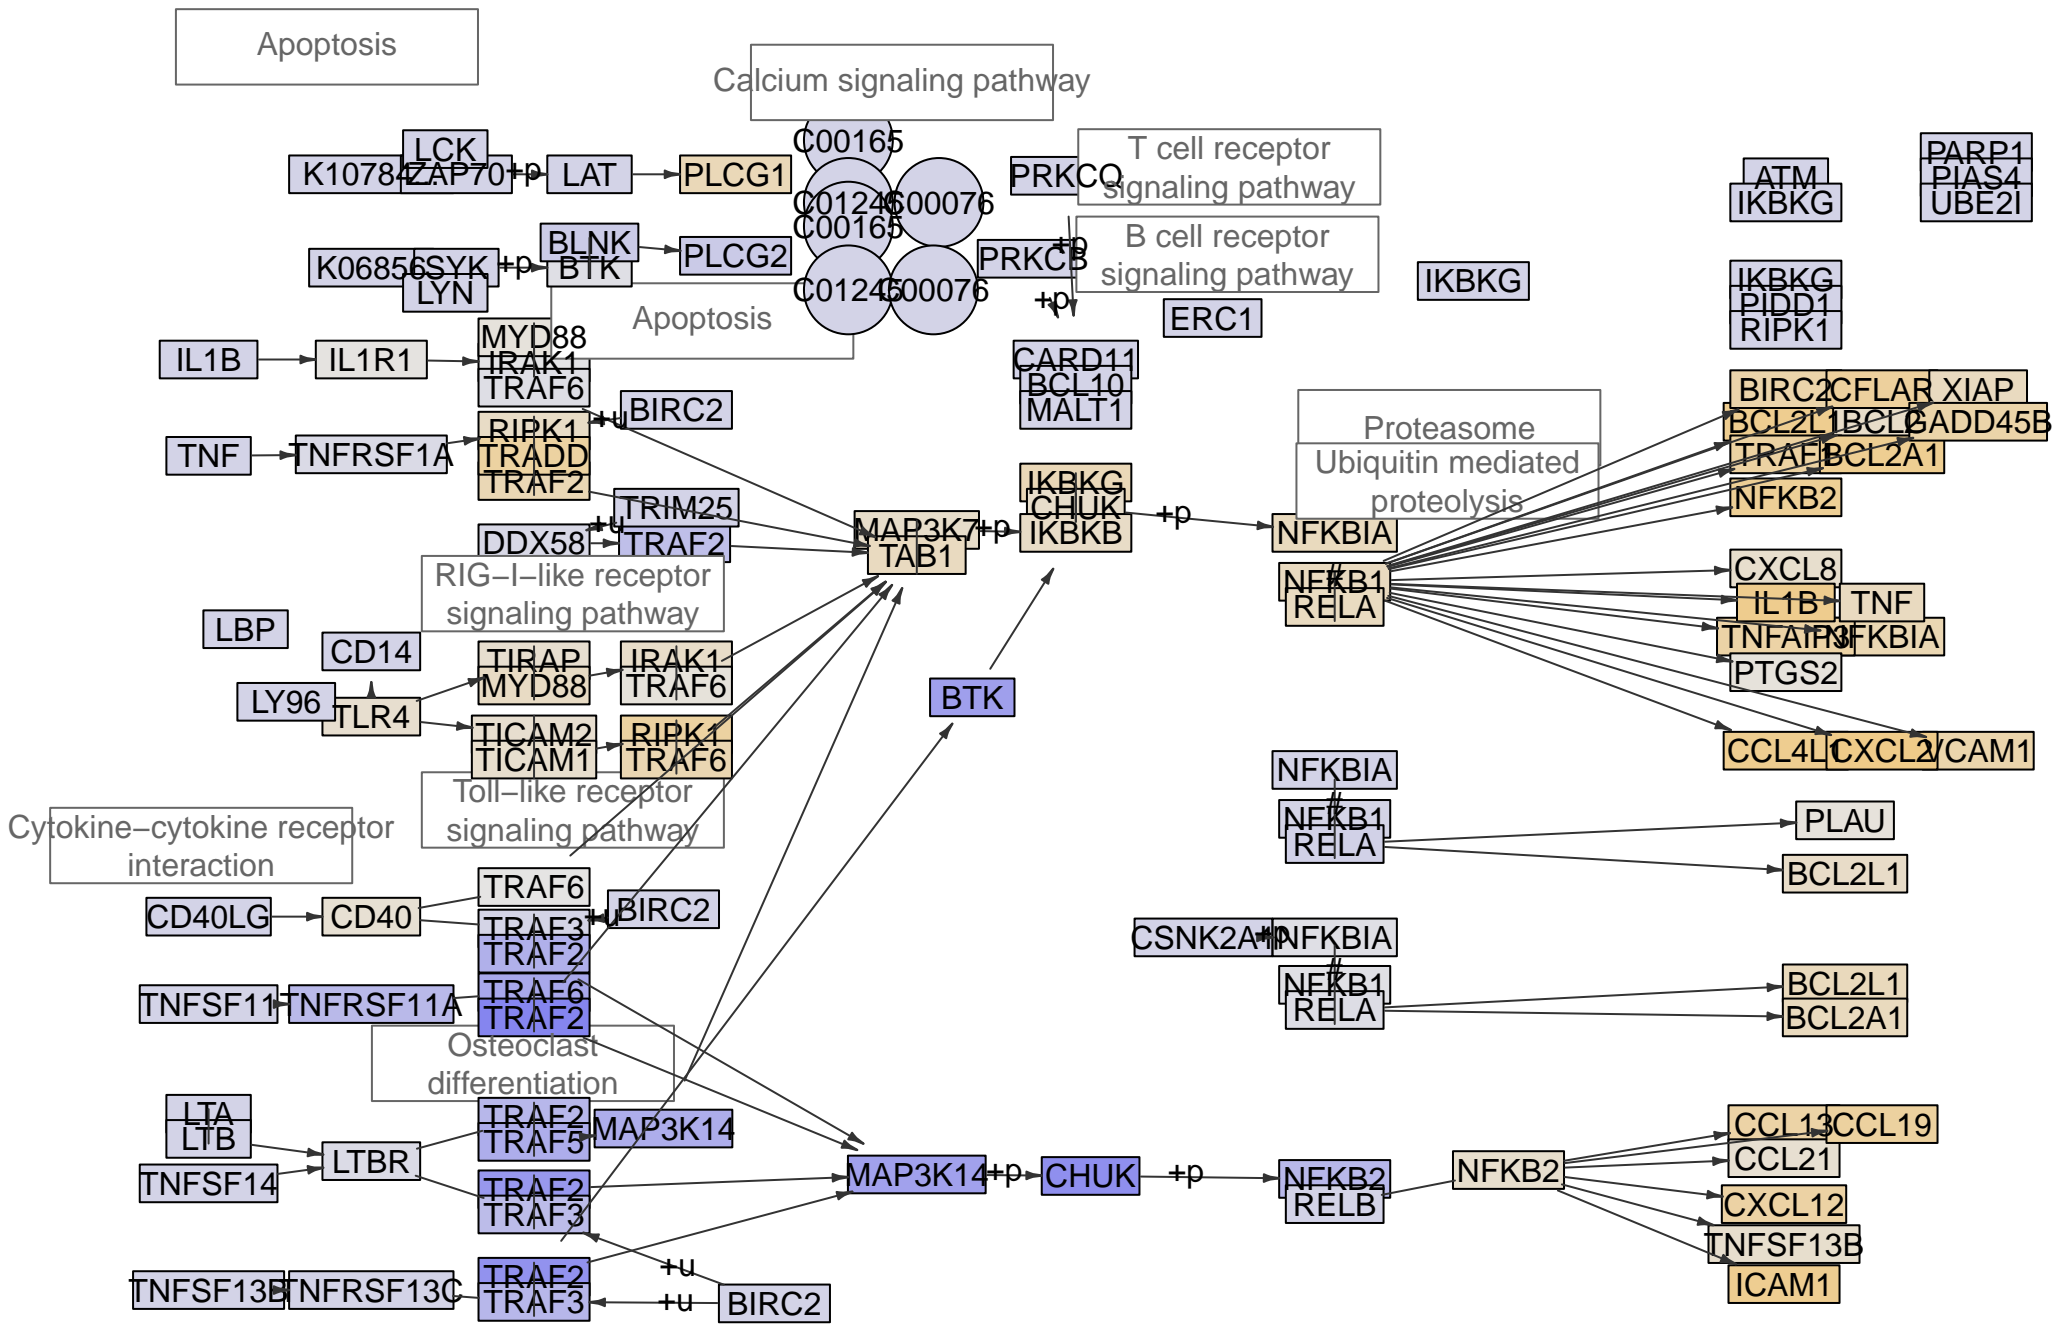 Apoptosis
Calcium signaling pathway
T cell receptor
signaling pathway
B cell receptor
signaling pathway
LCK
K10784
ZAP70
+p
LAT
PLCG1
C00165
C01246
C00076
C00165
C01245
C00076
PRKCQ
PRKCB
+p
+p
ATM
IKBKG
PARP1
PIAS4
UBE2I
K06856
SYK
LYN
+p
BLNK
BTK
PLCG2
Apoptosis
ERC1
IKBKG
IKBKG
PIDD1
RIPK1
IL1B
IL1R1
MYD88
IRAK1
TRAF6
CARD11
BCL10
MALT1
BIRC2
+u
TNF
TNFRSF1A
RIPK1
TRADD
TRAF2
Proteasome
Ubiquitin mediated
proteolysis
BIRC2
CFLAR
XIAP
BCL2L1
BCL2
GADD45B
TRAF1
BCL2A1
NFKB2
TRIM25
+u
DDX58
TRAF2
RIG−I−like receptor
signaling pathway
MAP3K7
TAB1
+p
IKBKG
CHUK
IKBKB
+p
NFKBIA
NFKB1
RELA
CXCL8
IL1B
TNF
TNFAIP3
NFKBIA
PTGS2
CCL4L1
CXCL2
VCAM1
LBP
CD14
LY96
TLR4
TIRAP
MYD88
IRAK1
TRAF6
TICAM2
TICAM1
RIPK1
TRAF6
BTK
Toll−like receptor
signaling pathway
Cytokine−cytokine receptor
interaction
NFKBIA
//
NFKB1
RELA
PLAU
BCL2L1
CD40LG
CD40
TRAF6
TRAF3
TRAF2
+u
BIRC2
CSNK2A1
+p
NFKBIA
//
NFKB1
RELA
BCL2L1
BCL2A1
TNFSF11
TNFRSF11A
TRAF6
TRAF2
Osteoclast
differentiation
LTA
LTB
TNFSF14
LTBR
TRAF2
TRAF5
MAP3K14
TRAF2
TRAF3
MAP3K14
+p
CHUK
+p
NFKB2
RELB
NFKB2
CCL13
CCL19
CCL21
CXCL12
TNFSF13B
ICAM1
TNFSF13B
TNFRSF13C
TRAF2
TRAF3
+u
+u
BIRC2